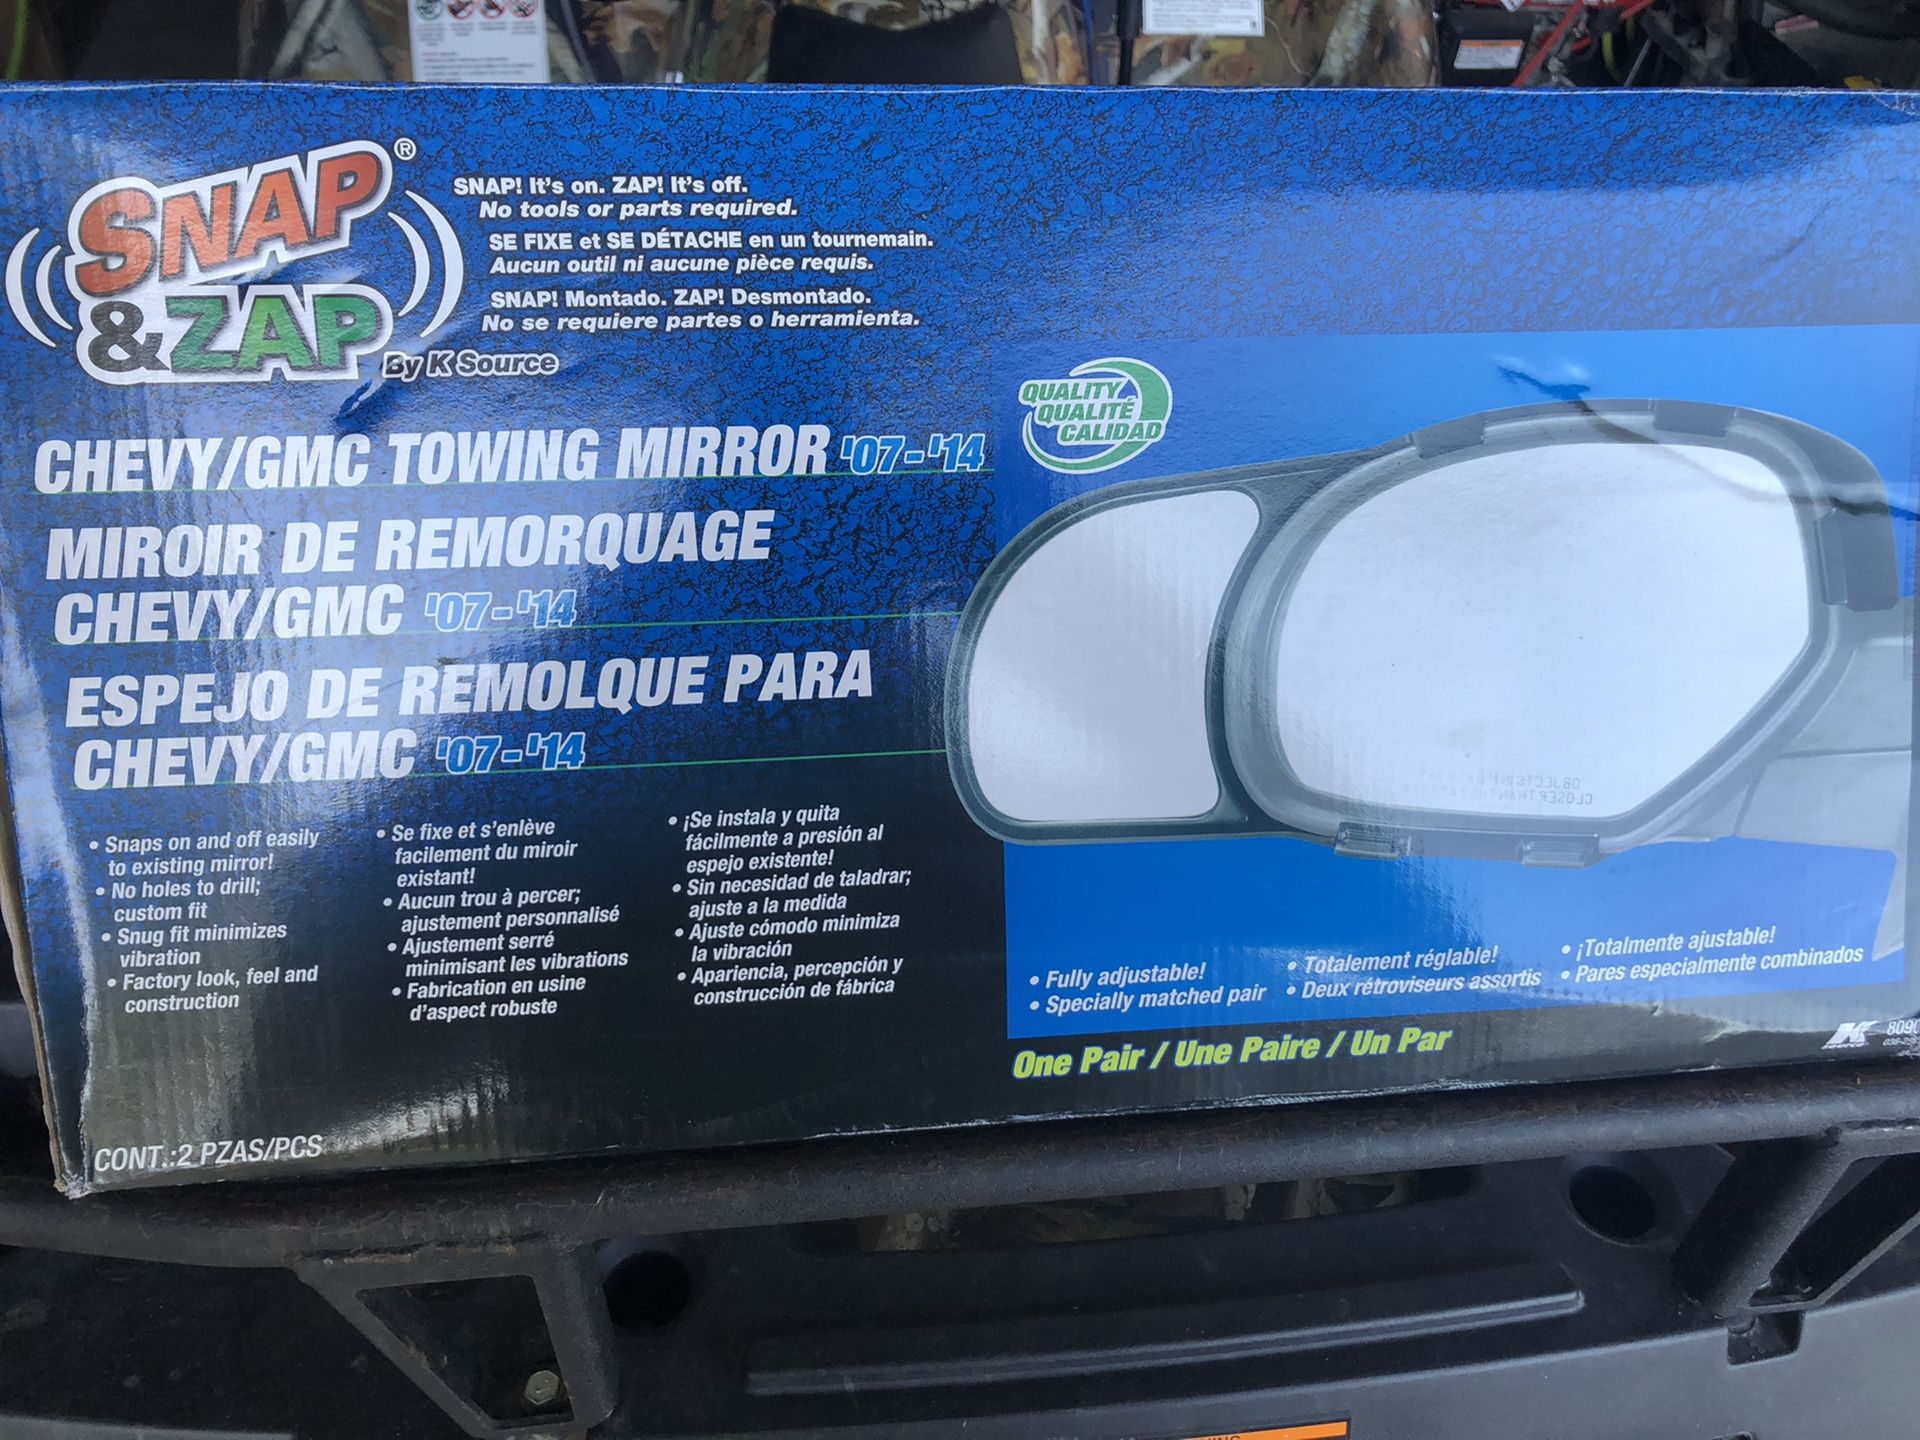 SNAP ®
& ZAP
By K Source
SNAP! It's on. ZAP! It's off.
No tools or parts required.
SE FIXE et SE DÉTACHE en un tournemain.
Aucun outil ni aucune pièce requis.
SNAP! Montado. ZAP! Desmontado.
No se requiere partes o herramienta.
QUALITY
QUALITÉ
CALIDAD
CHEVY/GMC TOWING MIRROR '07-'14
MIROIR DE REMORQUAGE
CHEVY/GMC '07-'14
ESPEJO DE REMOLQUE PARA
CHEVY/GMC '07-'14
• Snaps on and off easily
to existing mirror!
• No holes to drill;
custom fit
• Snug fit minimizes
vibration
• Factory look, feel and
construction
• Se fixe et s'enlève
facilement du miroir
existant!
• Aucun trou à percer;
ajustement personnalisé
• Ajustement serré
minimisant les vibrations
• Fabrication en usine
d'aspect robuste
• ¡Se instala y quita
fácilmente a presión al
espejo existente!
• Sin necesidad de taladrar;
ajuste a la medida
• Ajuste cómodo minimiza
la vibración
• Apariencia, percepción y
construcción de fábrica
OBJECTS IN
CLOSER THAN THEY
• Fully adjustable!
• Specially matched pair
• Totalement réglable!
• Deux rétroviseurs assortis
• ¡Totalmente ajustable!
• Pares especialmente combinados
One Pair / Une Paire / Un Par
K
8090
CONT.:2 PZAS/PCS